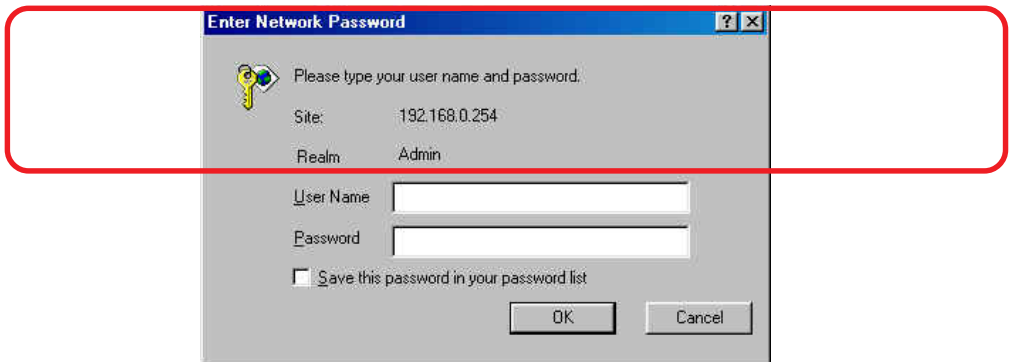 Enter Network Password
Please type your user name and password.
Site: 192.168.0.254
Realm Admin
User Name
Password
Save this password in your password list
OK Cancel